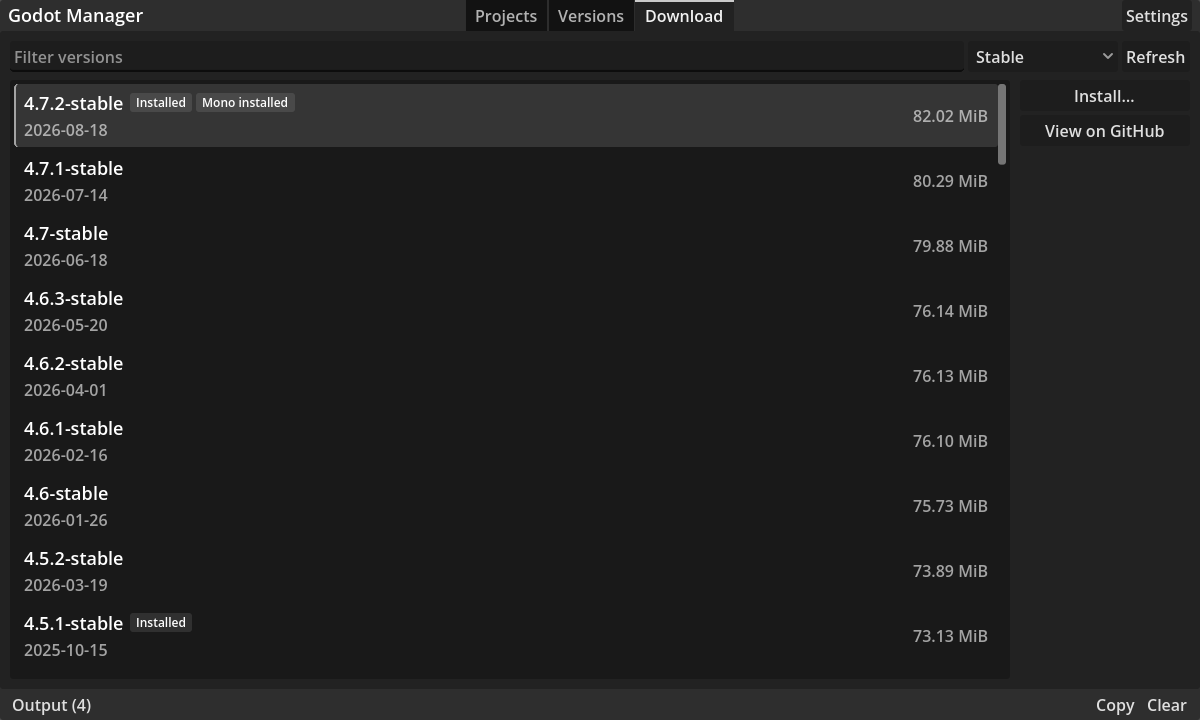 Godot Manager Projects Versions Download Settings
Filter versions Stable Refresh
4.7.2-stable Installed Mono installed
2026-08-18
82.02 MiB
Install...
View on GitHub
4.7.1-stable
2026-07-14
80.29 MiB
4.7-stable
2026-06-18
79.88 MiB
4.6.3-stable
2026-05-20
76.14 MiB
4.6.2-stable
2026-04-01
76.13 MiB
4.6.1-stable
2026-02-16
76.10 MiB
4.6-stable
2026-01-26
75.73 MiB
4.5.2-stable
2026-03-19
73.89 MiB
4.5.1-stable Installed
2025-10-15
73.13 MiB
Output (4) Copy Clear